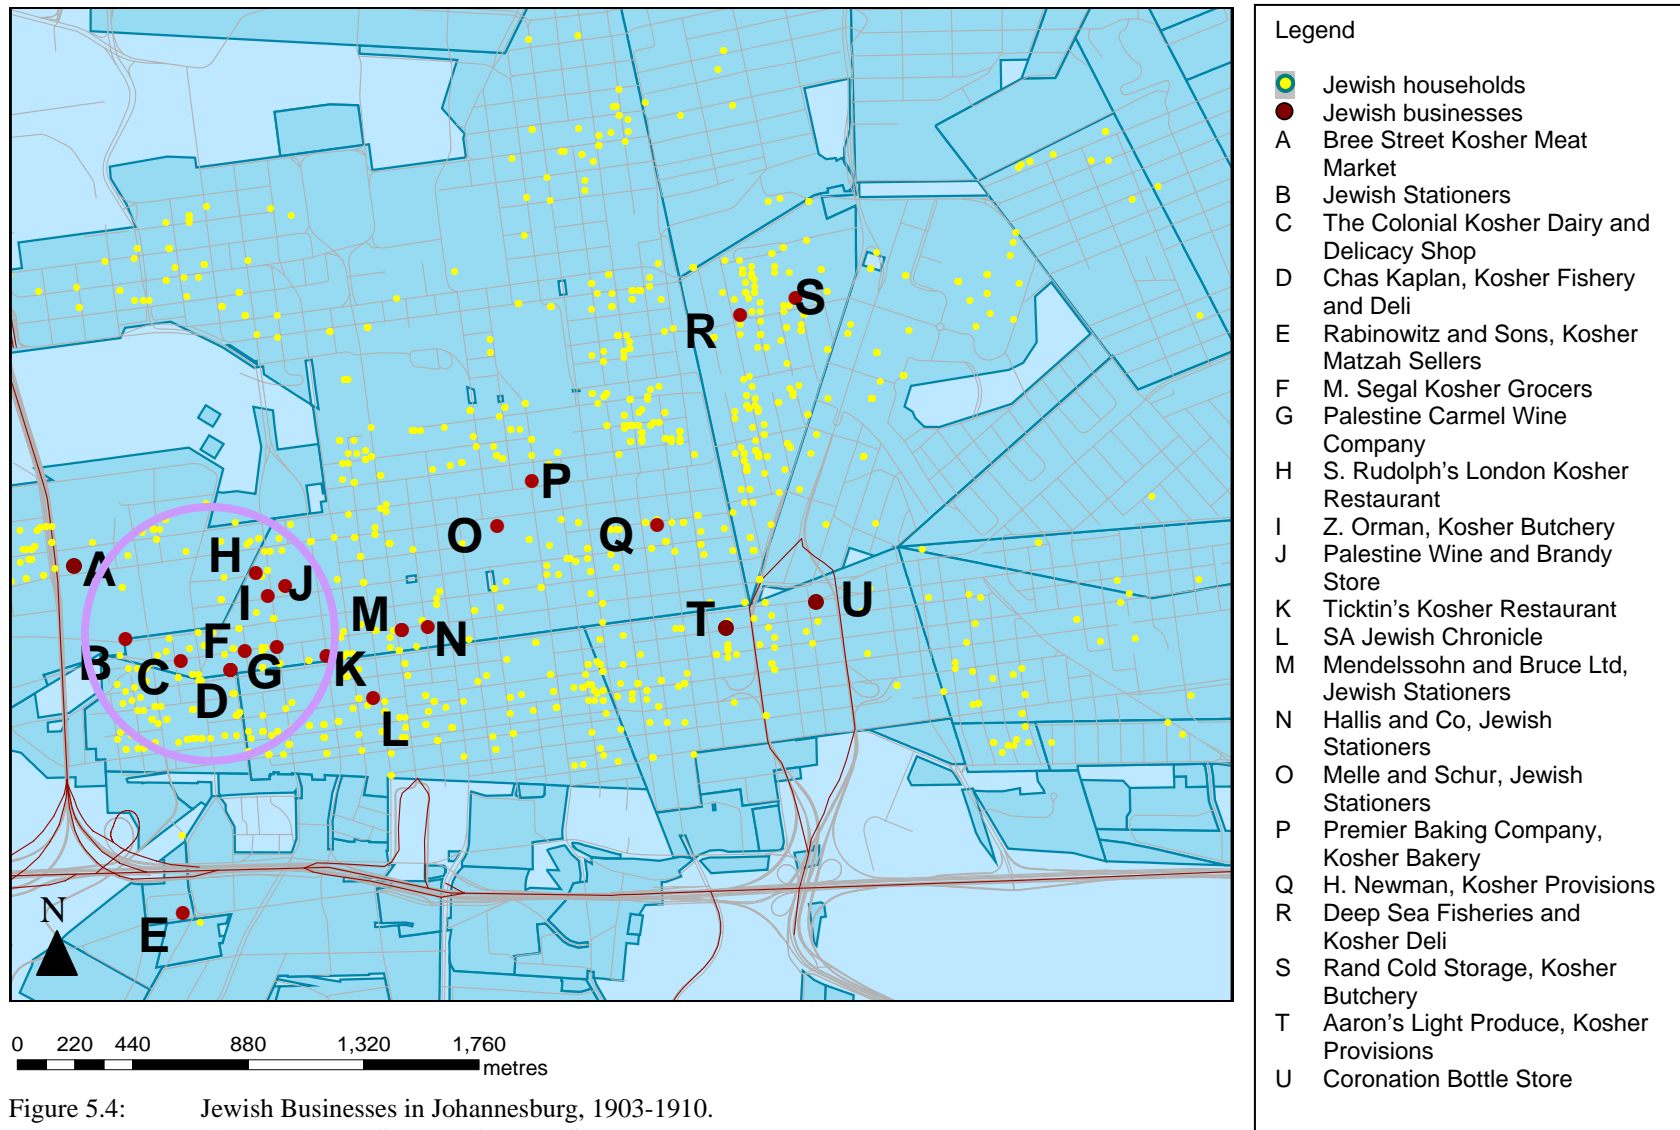 S
R
P
O
Q
H
A
J
I
M
N
T
U
F
B
C
G
K
D
L
N
E
0 220 440 880 1,320 1,760
metres
Figure 5.4: Jewish Businesses in Johannesburg, 1903-1910.
Legend
Jewish households
Jewish businesses
A Bree Street Kosher Meat
Market
B Jewish Stationers
C The Colonial Kosher Dairy and
Delicacy Shop
D Chas Kaplan, Kosher Fishery
and Deli
E Rabinowitz and Sons, Kosher
Matzah Sellers
F M. Segal Kosher Grocers
G Palestine Carmel Wine
Company
H S. Rudolph's London Kosher
Restaurant
I Z. Orman, Kosher Butchery
J Palestine Wine and Brandy
Store
K Ticktin's Kosher Restaurant
L SA Jewish Chronicle
M Mendelssohn and Bruce Ltd,
Jewish Stationers
N Hallis and Co, Jewish
Stationers
O Melle and Schur, Jewish
Stationers
P Premier Baking Company,
Kosher Bakery
Q H. Newman, Kosher Provisions
R Deep Sea Fisheries and
Kosher Deli
S Rand Cold Storage, Kosher
Butchery
T Aaron's Light Produce, Kosher
Provisions
U Coronation Bottle Store